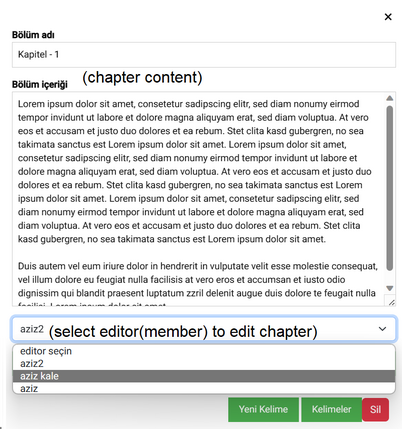 ×
Bölüm adı
Kapitel - 1
Bölüm içeriği (chapter content)
Lorem ipsum dolor sit amet, consetetur sadipscing elitr, sed diam nonumy eirmod
tempor invidunt ut labore et dolore magna aliquyam erat, sed diam voluptua. At vero
eos et accusam et justo duo dolores et ea rebum. Stet clita kasd gubergren, no sea
takimata sanctus est Lorem ipsum dolor sit amet. Lorem ipsum dolor sit amet,
consetetur sadipscing elitr, sed diam nonumy eirmod tempor invidunt ut labore et
dolore magna aliquyam erat, sed diam voluptua. At vero eos et accusam et justo duo
dolores et ea rebum. Stet clita kasd gubergren, no sea takimata sanctus est Lorem
ipsum dolor sit amet. Lorem ipsum dolor sit amet, consetetur sadipscing elitr, sed
diam nonumy eirmod tempor invidunt ut labore et dolore magna aliquyam erat, sed
diam voluptua. At vero eos et accusam et justo duo dolores et ea rebum. Stet clita
kasd gubergren, no sea takimata sanctus est Lorem ipsum dolor sit amet.
Duis autem vel eum iriure dolor in hendrerit in vulputate velit esse molestie consequat,
vel illum dolore eu feugiat nulla facilisis at vero eros et accumsan et iusto odio
dignissim qui blandit praesent luptatum zzril delenit augue duis dolore te feugait nulla
facilisi. Lorem ipsum dolor sit amet
aziz2 (select editor(member) to edit chapter)
editor seçin
aziz2
aziz kale
aziz
Yeni Kelime Kelimeler Sil